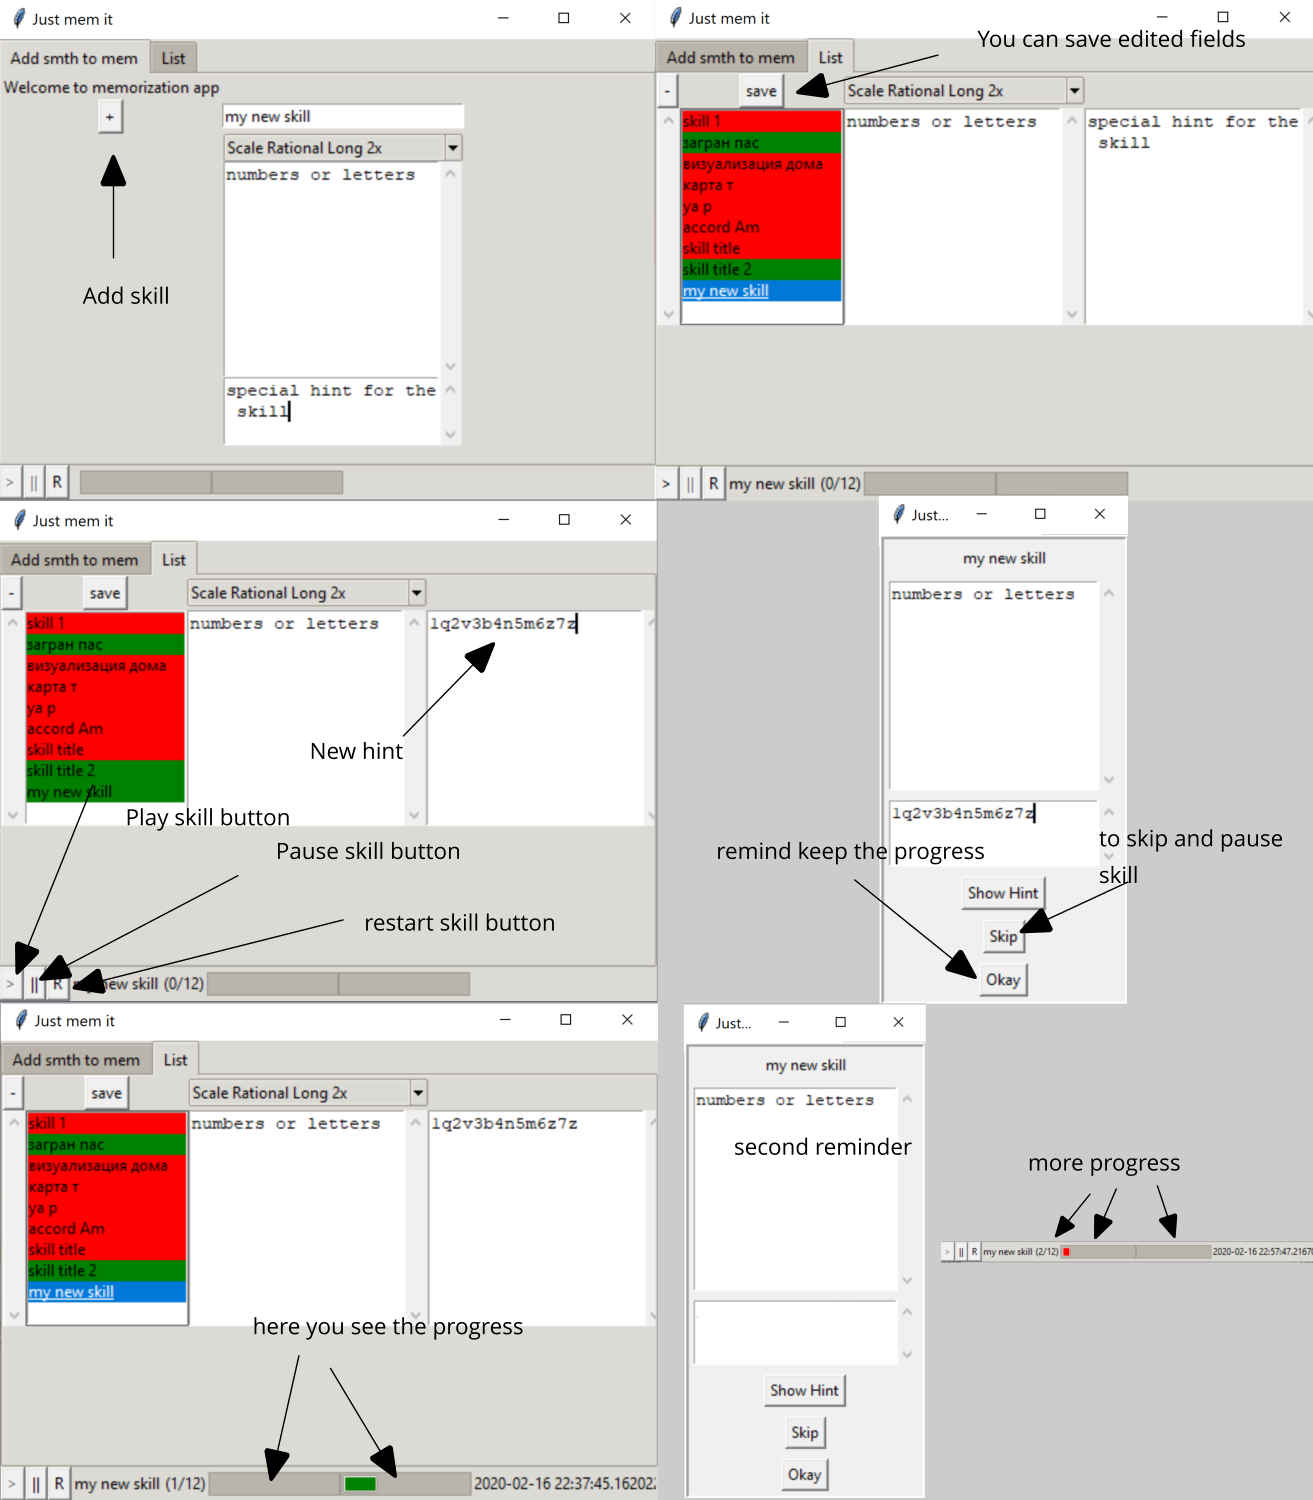 Just mem it
Add smth to mem List
Welcome to memorization app
+
my new skill
Scale Rational Long 2x
numbers or letters
Add skill
special hint for the
skill
> || R
Just mem it
You can save edited fields
Add smth to mem List
- save Scale Rational Long 2x
skill 1
загран пас
визуализация дома
карта т
ya p
accord Am
skill title
skill title 2
my new skill
numbers or letters
special hint for the
skill
> || R my new skill (0/12)
Just mem it
Add smth to mem List
- save Scale Rational Long 2x
skill 1
загран пас
визуализация дома
карта т
ya p
accord Am
skill title
skill title 2
my new skill
numbers or letters
1q2v3b4n5m6z7z
New hint
Play skill button
Pause skill button
restart skill button
> || R my new skill (0/12)
Just...
my new skill
numbers or letters
1q2v3b4n5m6z7z
remind keep the progress
to skip and pause
skill
Show Hint
Skip
Okay
Just mem it
Add smth to mem List
- save Scale Rational Long 2x
skill 1
загран пас
визуализация дома
карта т
ya p
accord Am
skill title
skill title 2
my new skill
numbers or letters
1q2v3b4n5m6z7z
here you see the progress
> || R my new skill (1/12) 2020-02-16 22:37:45.16202
Just...
my new skill
numbers or letters
second reminder
Show Hint
Skip
Okay
more progress
> || R my new skill (2/12) 2020-02-16 22:57:47.21670